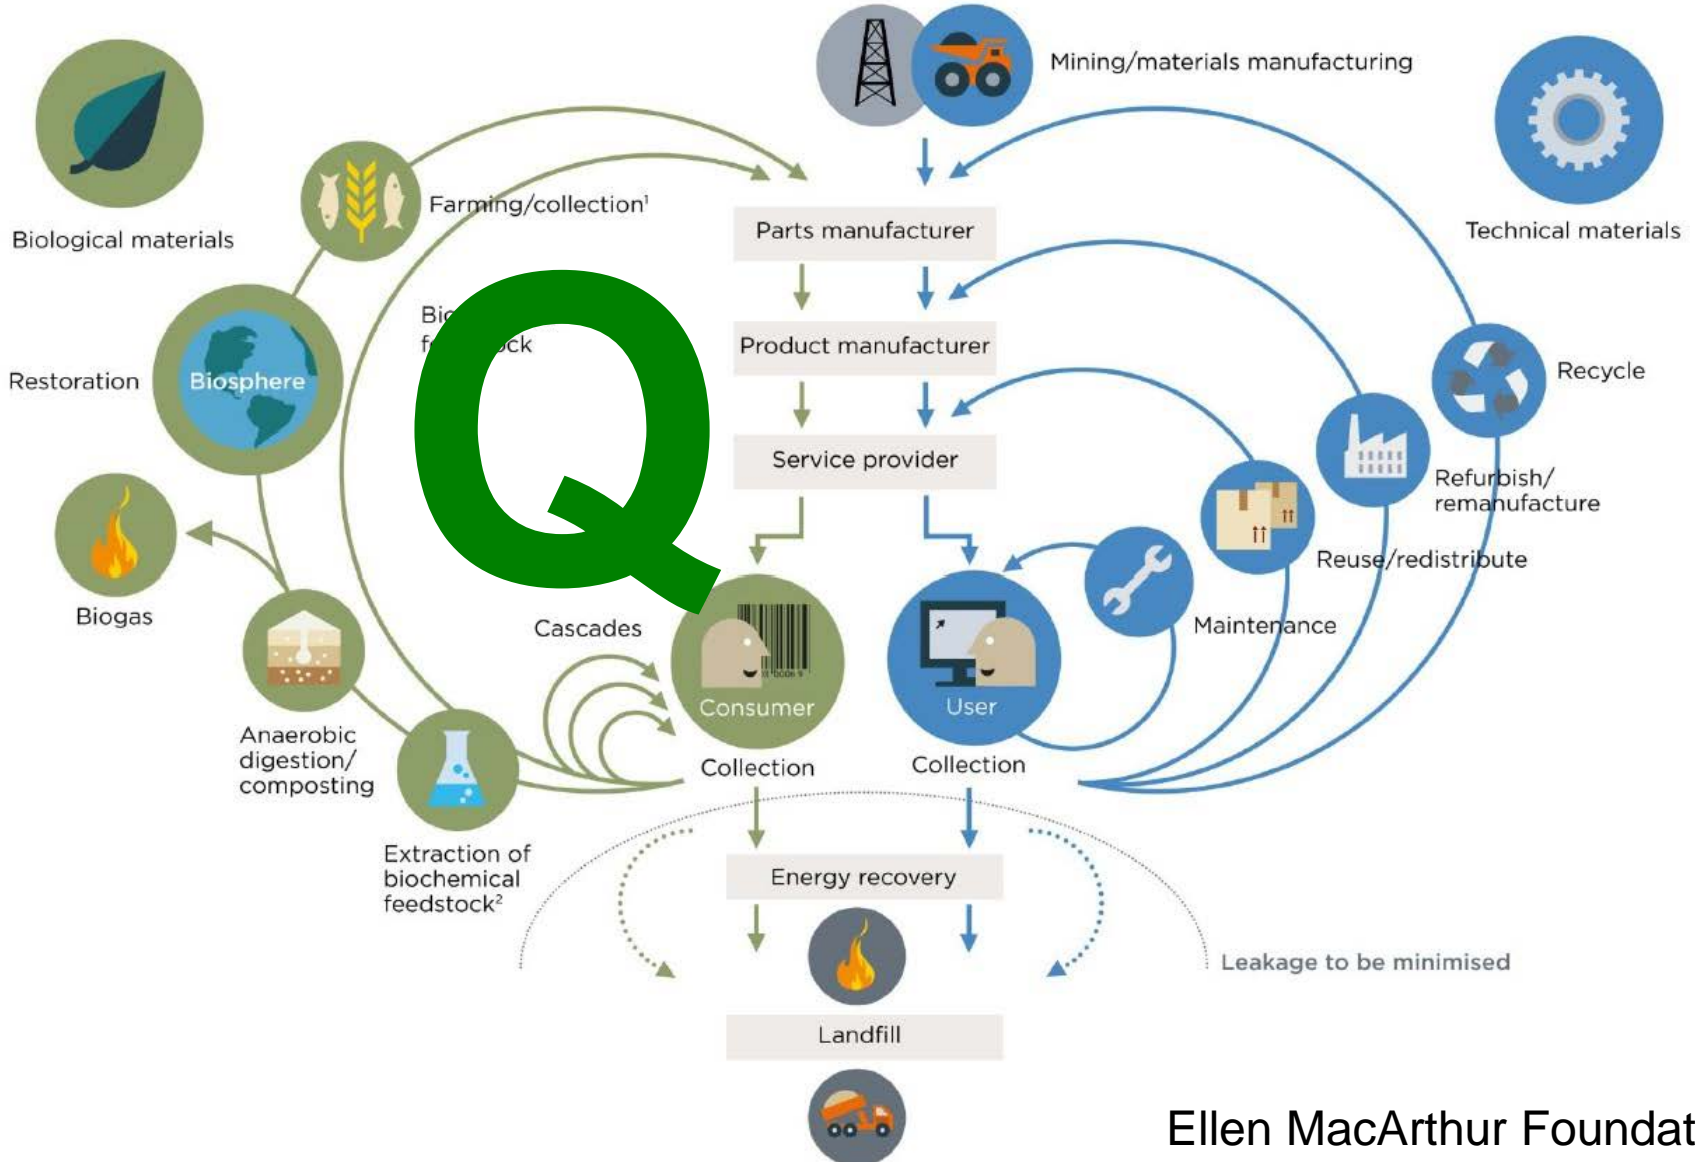 Mining/materials manufacturing
Biological materials
Technical materials
Farming/collection¹
Parts manufacturer
Q
ock
Product manufacturer
Restoration
Biosphere
Recycle
Service provider
Refurbish/
remanufacture
Reuse/redistribute
Biogas
Cascades
Maintenance
Consumer
User
Anaerobic
digestion/
composting
Collection
Collection
Extraction of
biochemical
feedstock²
Energy recovery
Leakage to be minimised
Landfill
Ellen MacArthur Foundat